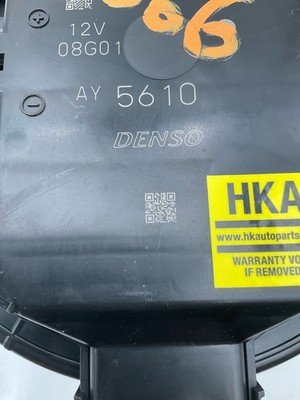 12V
08G01
AY 5610
DENSO
HKA
www.hkautoparts
WARRANTY VO
IF REMOVED